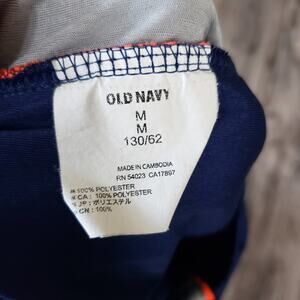 OLD NAVY
M
M
130/62
MADE IN CAMBODIA
RN 54023 CA17897
100% POLYESTER
CA: 100% POLYESTER
JP: ポリエステル
CN: 100%